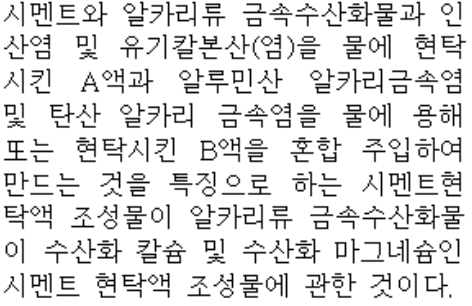 시멘트와 알카리류 금속수산화물과 인
산염 및 유기칼본산(염)을 물에 현탁
시킨 A액과 알루민산 알카리금속염
및 탄산 알카리 금속염을 물에 용해
또는 현탁시킨 B액을 혼합 주입하여
만드는 것을 특징으로 하는 시멘트현
탁액 조성물이 알카리류 금속수산화물
이 수산화 칼슘 및 수산화 마그네슘인
시멘트 현탁액 조성물에 관한 것이다.